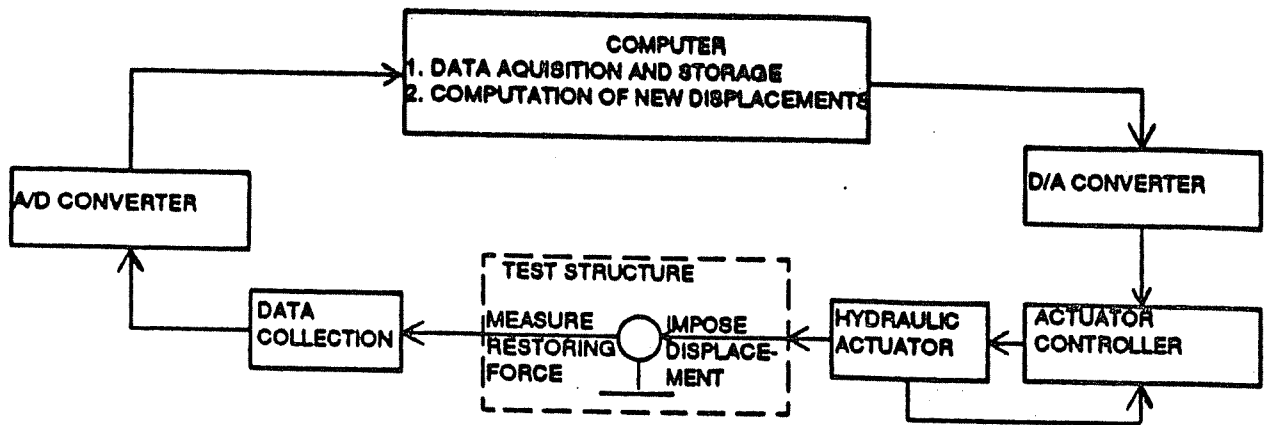 COMPUTER
1. DATA AQUISITION AND STORAGE
2. COMPUTATION OF NEW DISPLACEMENTS
A/D CONVERTER
D/A CONVERTER
TEST STRUCTURE
DATA
COLLECTION
MEASURE
RESTORING
FORCE
IMPOSE
DISPLACE-
MENT
HYDRAULIC
ACTUATOR
ACTUATOR
CONTROLLER